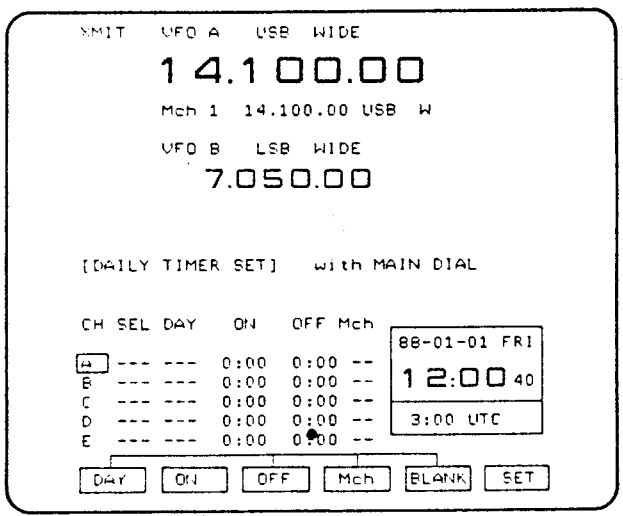 XMIT VFO A USB WIDE
14.100.00
Mch 1 14.100.00 USB W
VFO B LSB WIDE
7.050.00
[DAILY TIMER SET] with MAIN DIAL
CH SEL DAY ON OFF Mch
A --- --- 0:00 0:00 --
B --- --- 0:00 0:00 --
C --- --- 0:00 0:00 --
D --- --- 0:00 0:00 --
E --- --- 0:00 0:00 --
88-01-01 FRI
12:00 40
3:00 UTC
DAY ON OFF Mch BLANK SET